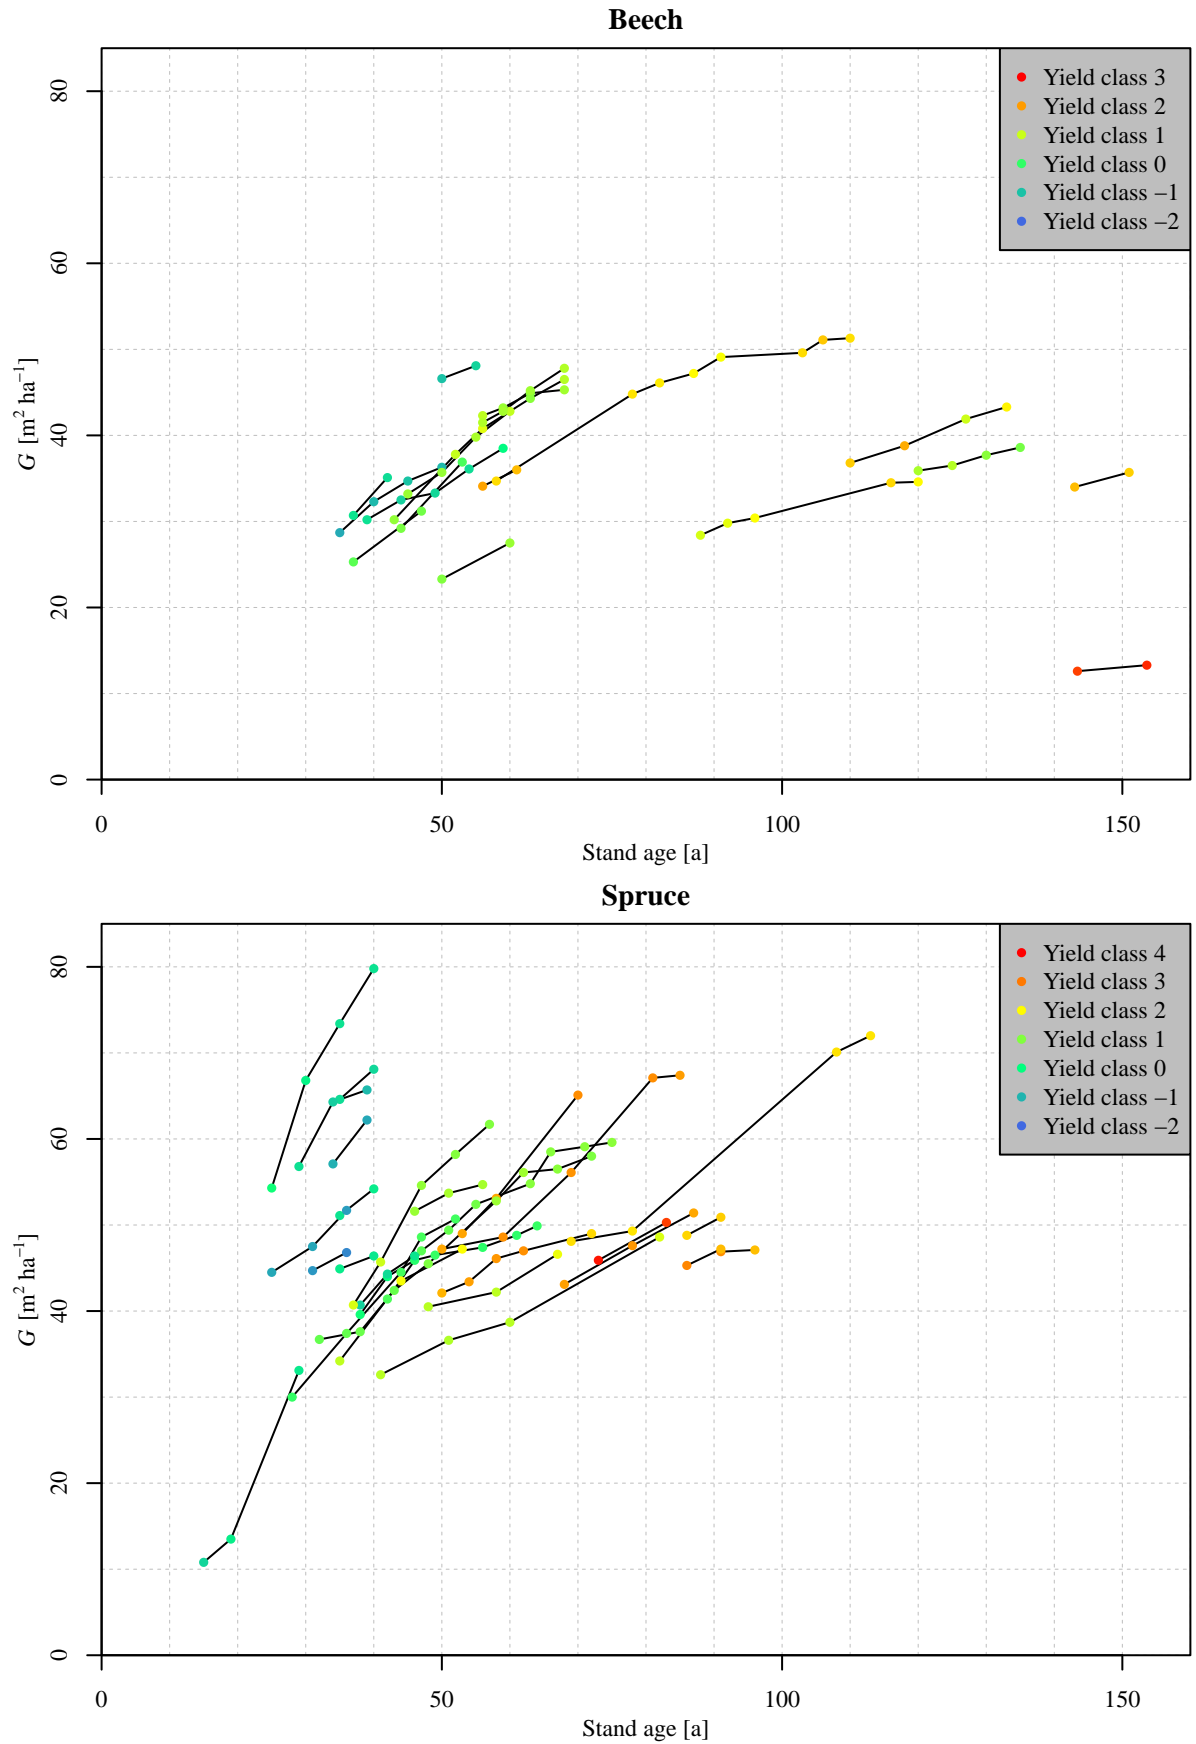 Beech
Yield class 3
Yield class 2
Yield class 1
Yield class 0
Yield class −1
Yield class −2
G [m² ha⁻¹]
80
60
40
20
0
0 50 100 150
Stand age [a]
Spruce
Yield class 4
Yield class 3
Yield class 2
Yield class 1
Yield class 0
Yield class −1
Yield class −2
G [m² ha⁻¹]
80
60
40
20
0
0 50 100 150
Stand age [a]